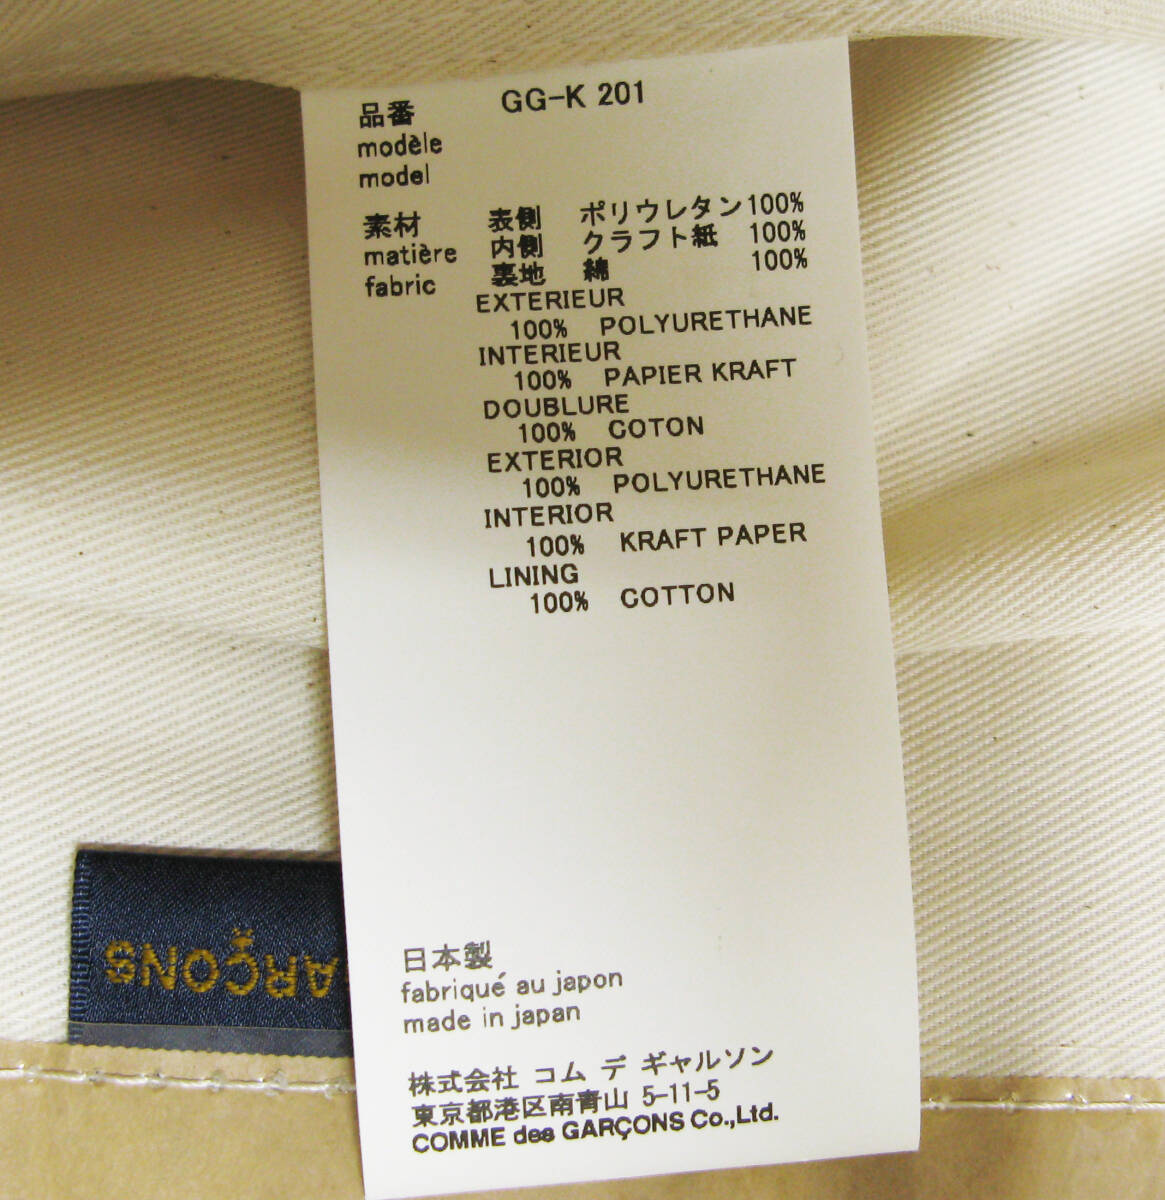 品番 GG-K 201
modèle
model
素材 表側 ポリウレタン 100%
matière 内側 クラフト紙 100%
fabric 裏地 綿 100%
EXTERIEUR
100% POLYURETHANE
INTERIEUR
100% PAPIER KRAFT
DOUBLURE
100% COTON
EXTERIOR
100% POLYURETHANE
INTERIOR
100% KRAFT PAPER
LINING
100% COTTON
日本製
fabriqué au japon
made in japan
株式会社 コム デ ギャルソン
東京都港区南青山 5-11-5
COMME des GARÇONS Co.,Ltd.
GARÇONS